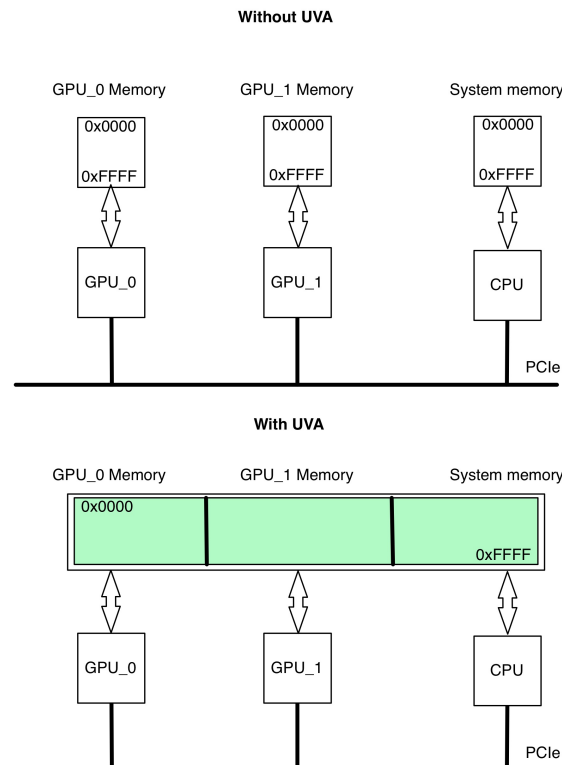 Without UVA
GPU_0 Memory GPU_1 Memory System memory
0x0000 0x0000 0x0000
0xFFFF 0xFFFF 0xFFFF
GPU_0 GPU_1 CPU
PCIe
With UVA
GPU_0 Memory GPU_1 Memory System memory
0x0000
0xFFFF
GPU_0 GPU_1 CPU
PCIe